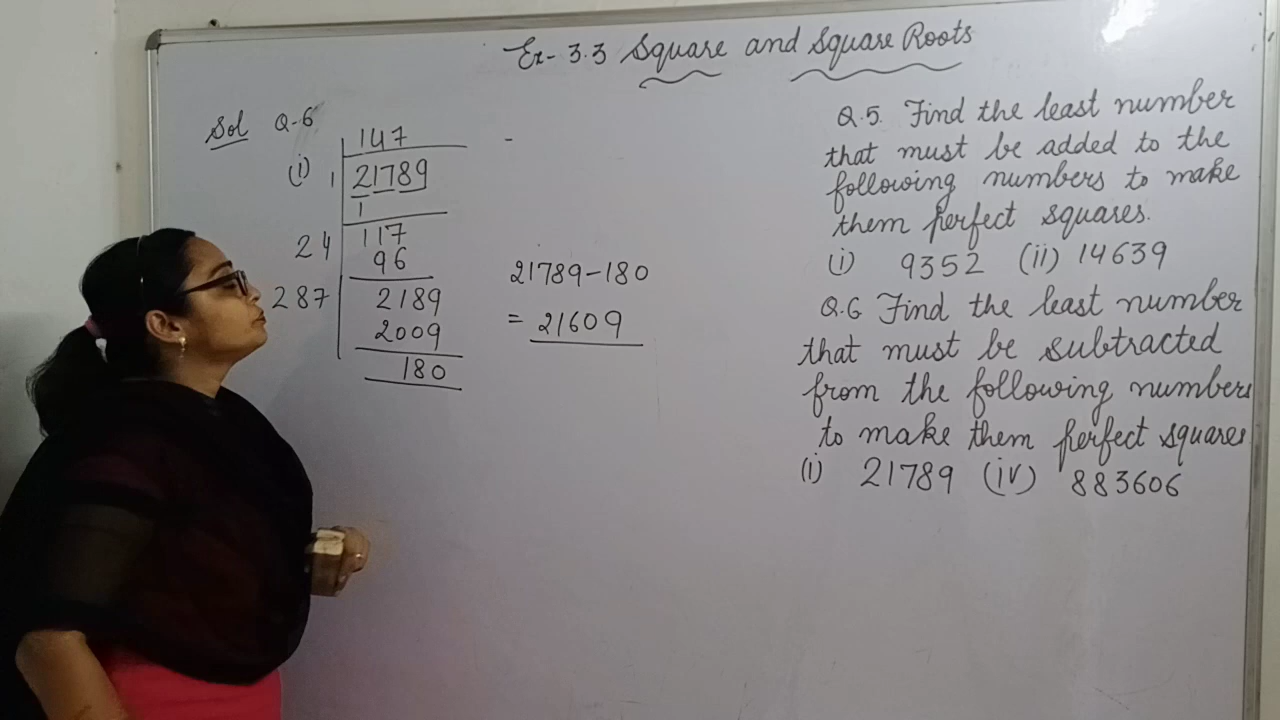 Ex- 3.3 Square and Square Roots
Sol Q-6
147
(i) 1 21789
1
24 117
96
287 2189
2009
180
21789-180
= 21609
Q.5. Find the least number
that must be added to the
following numbers to make
them perfect squares.
(i) 9352 (ii) 14639
Q.6 Find the least number
that must be subtracted
from the following numbers
to make them perfect squares
(i) 21789 (iv) 883606